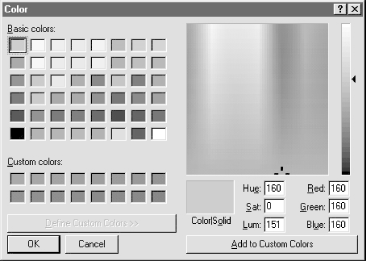 Color
Basic colors:
Custom colors:
Define Custom Colors >>
OK Cancel
Color|Solid
Hue: 160 Red: 160
Sat: 0 Green: 160
Lum: 151 Blue: 160
Add to Custom Colors